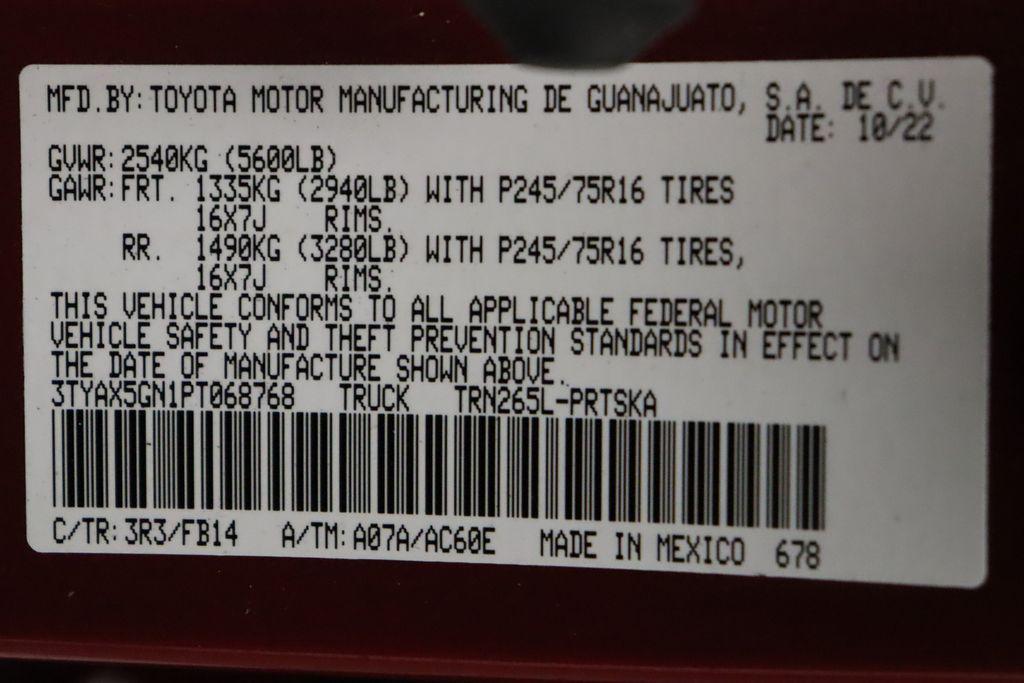 MFD.BY: TOYOTA MOTOR MANUFACTURING DE GUANAJUATO, S.A. DE C.V.
DATE: 10/22
GVWR: 2540KG (5600LB)
GAWR: FRT. 1335KG (2940LB) WITH P245/75R16 TIRES
16X7J RIMS.
RR. 1490KG (3280LB) WITH P245/75R16 TIRES,
16X7J RIMS.
THIS VEHICLE CONFORMS TO ALL APPLICABLE FEDERAL MOTOR
VEHICLE SAFETY AND THEFT PREVENTION STANDARDS IN EFFECT ON
THE DATE OF MANUFACTURE SHOWN ABOVE.
3TYAX5GN1PT068768 TRUCK TRN265L-PRTSKA
C/TR: 3R3/FB14 A/TM: A07A/AC60E MADE IN MEXICO 678